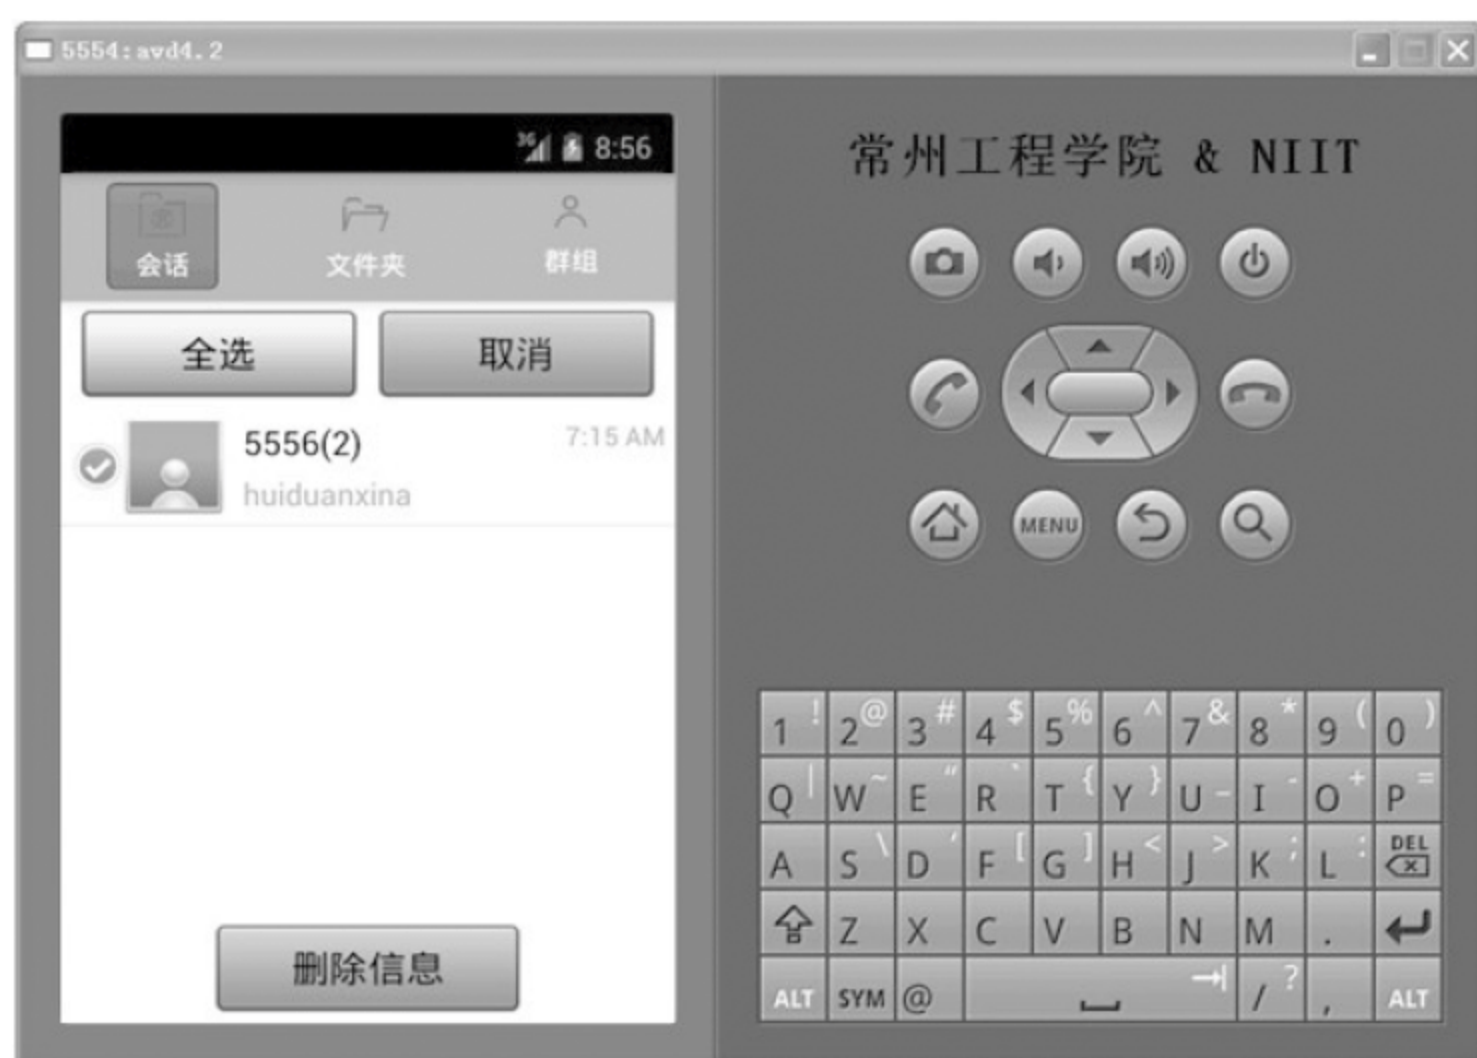 5554:avd4.2
3G 8:56
会话 文件夹 群组
全选 取消
5556(2) 7:15 AM
huiduanxina
删除信息
常州工程学院 & NIIT
MENU
1 ! 2 @ 3 # 4 $ 5 % 6 ^ 7 & 8 * 9 ( 0 )
Q | W ~ E " R ` T { Y } U _ I - O + P =
A S \ D ' F [ G ] H < J > K ; L : DEL
Z X C V B N M .
ALT SYM @ / ? , ALT